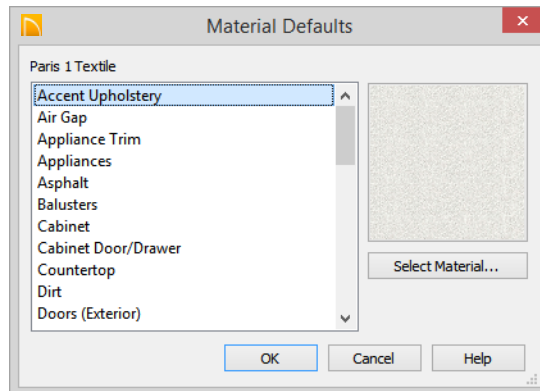 Material Defaults
Paris 1 Textile
Accent Upholstery
Air Gap
Appliance Trim
Appliances
Asphalt
Balusters
Cabinet
Cabinet Door/Drawer
Countertop
Dirt
Doors (Exterior)
Select Material...
OK
Cancel
Help